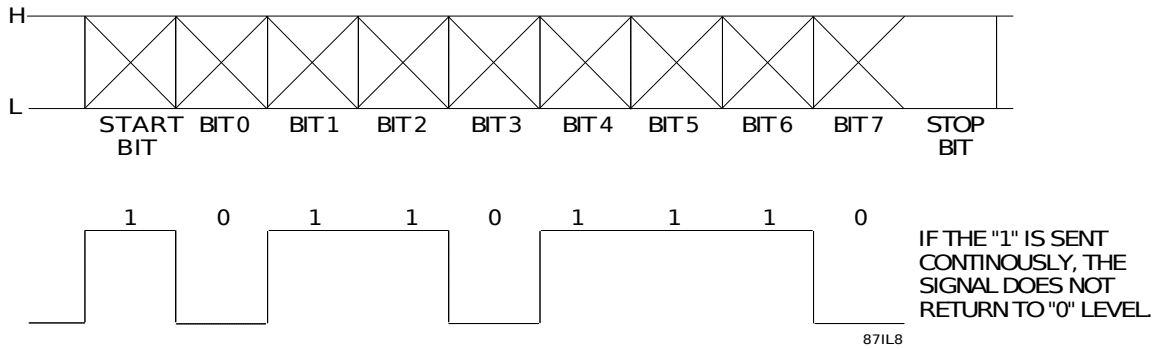 H
L
START BIT 0 BIT 1 BIT 2 BIT 3 BIT 4 BIT 5 BIT 6 BIT 7 STOP
BIT BIT
1 0 1 1 0 1 1 1 0
IF THE "1" IS SENT
CONTINOUSLY, THE
SIGNAL DOES NOT
RETURN TO "0" LEVEL.
87IL8